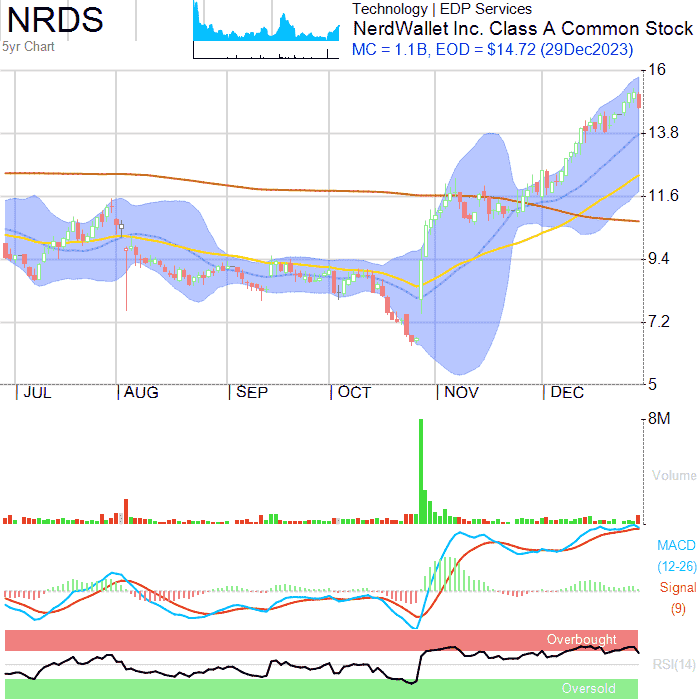 NRDS
5yr Chart
Technology | EDP Services
NerdWallet Inc. Class A Common Stock
MC = 1.1B, EOD = $14.72 (29Dec2023)
16
13.8
11.6
9.4
7.2
5
JUL AUG SEP OCT NOV DEC
8M
Volume
MACD
(12-26)
Signal
(9)
Overbought
RSI(14)
Oversold